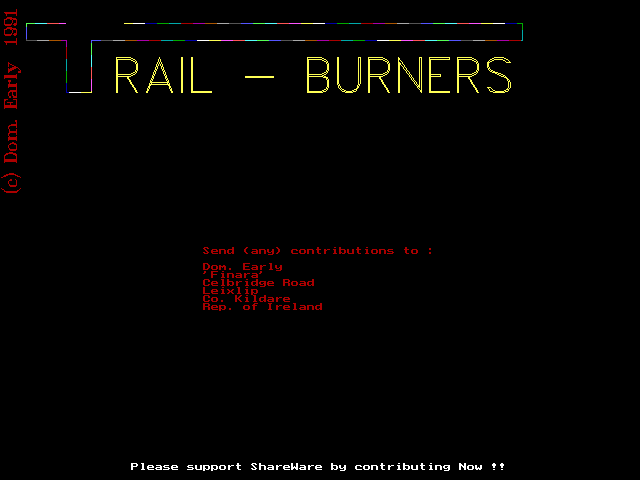 TRAIL - BURNERS
(c) Dom. Early 1991
Send (any) contributions to :
Dom. Early
'Finara'
Celbridge Road
Leixlip
Co. Kildare
Rep. of Ireland
Please support ShareWare by contributing Now !!